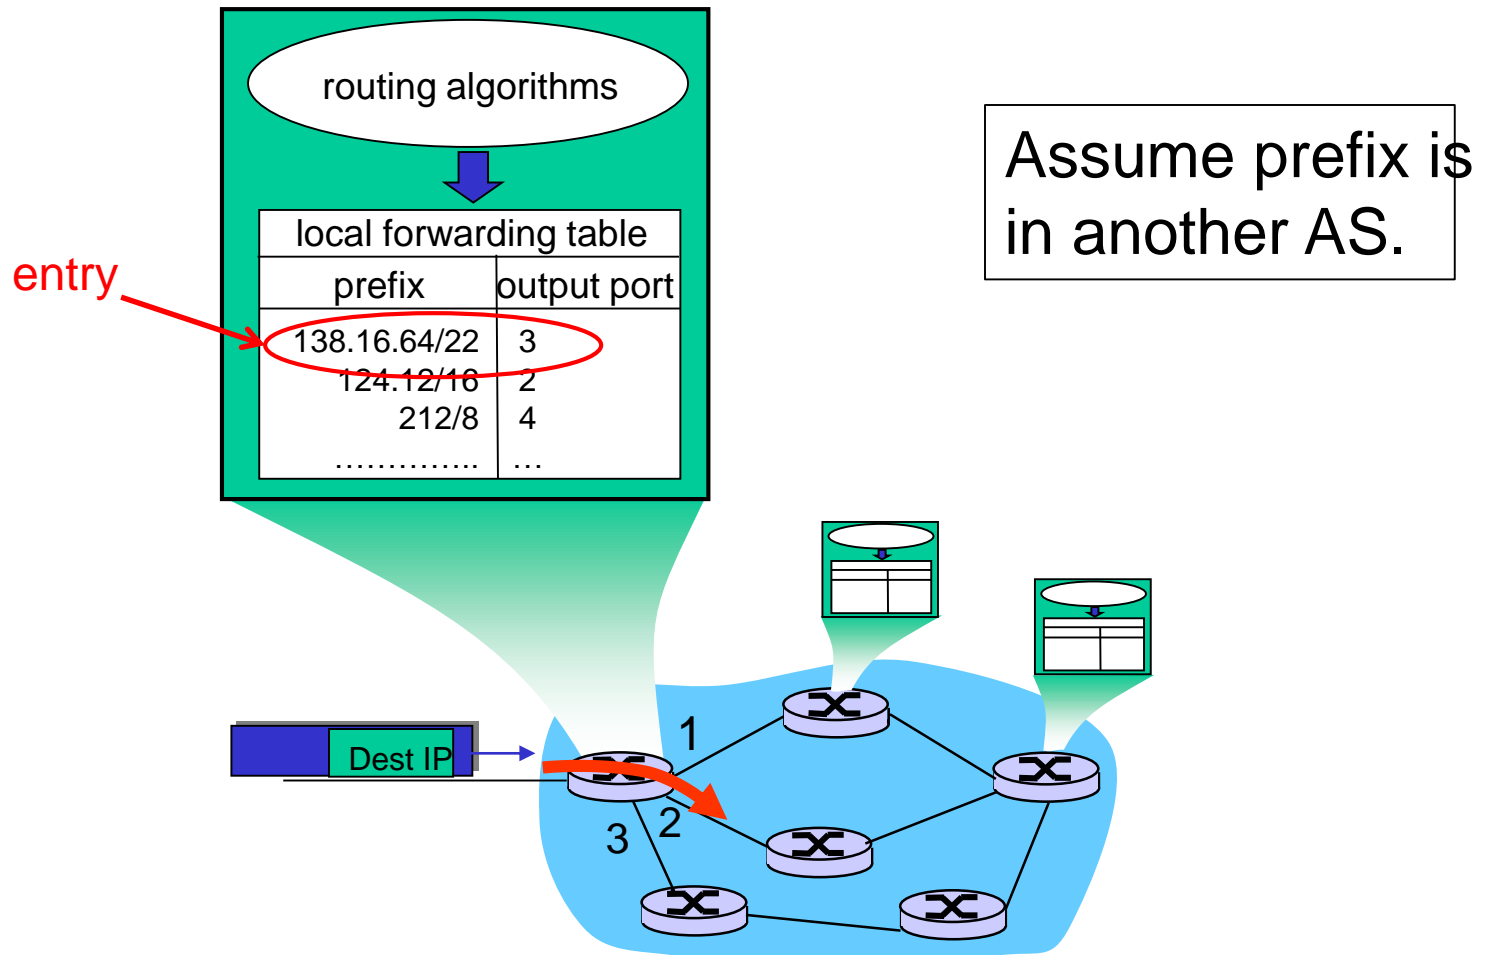 routing algorithms
Assume prefix is
in another AS.
local forwarding table
entry
prefix output port
138.16.64/22 3
124.12/16 2
212/8 4
………….. …
Dest IP
1
2
3